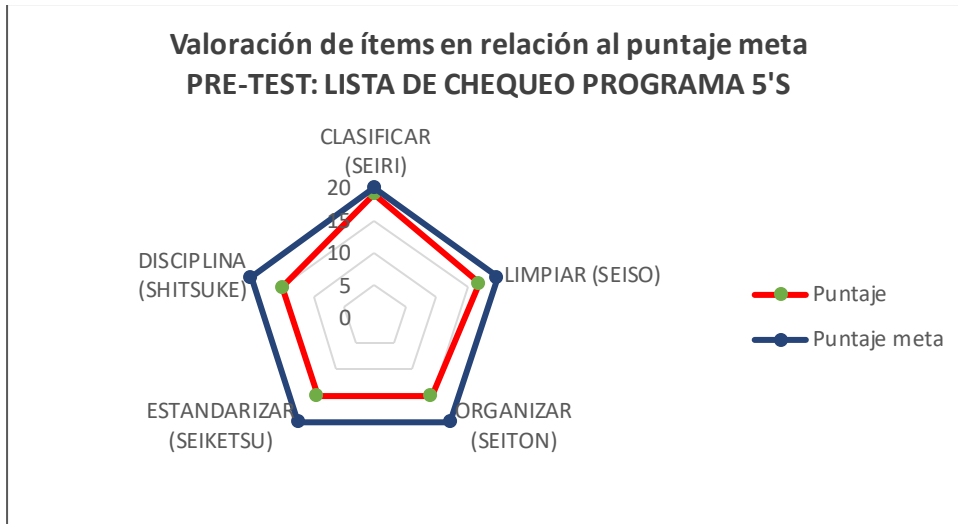 Valoración de ítems en relación al puntaje meta
PRE-TEST: LISTA DE CHEQUEO PROGRAMA 5'S
CLASIFICAR
(SEIRI)
20
15
10
5
0
DISCIPLINA
(SHITSUKE)
LIMPIAR (SEISO)
ESTANDARIZAR
(SEIKETSU)
ORGANIZAR
(SEITON)
Puntaje
Puntaje meta